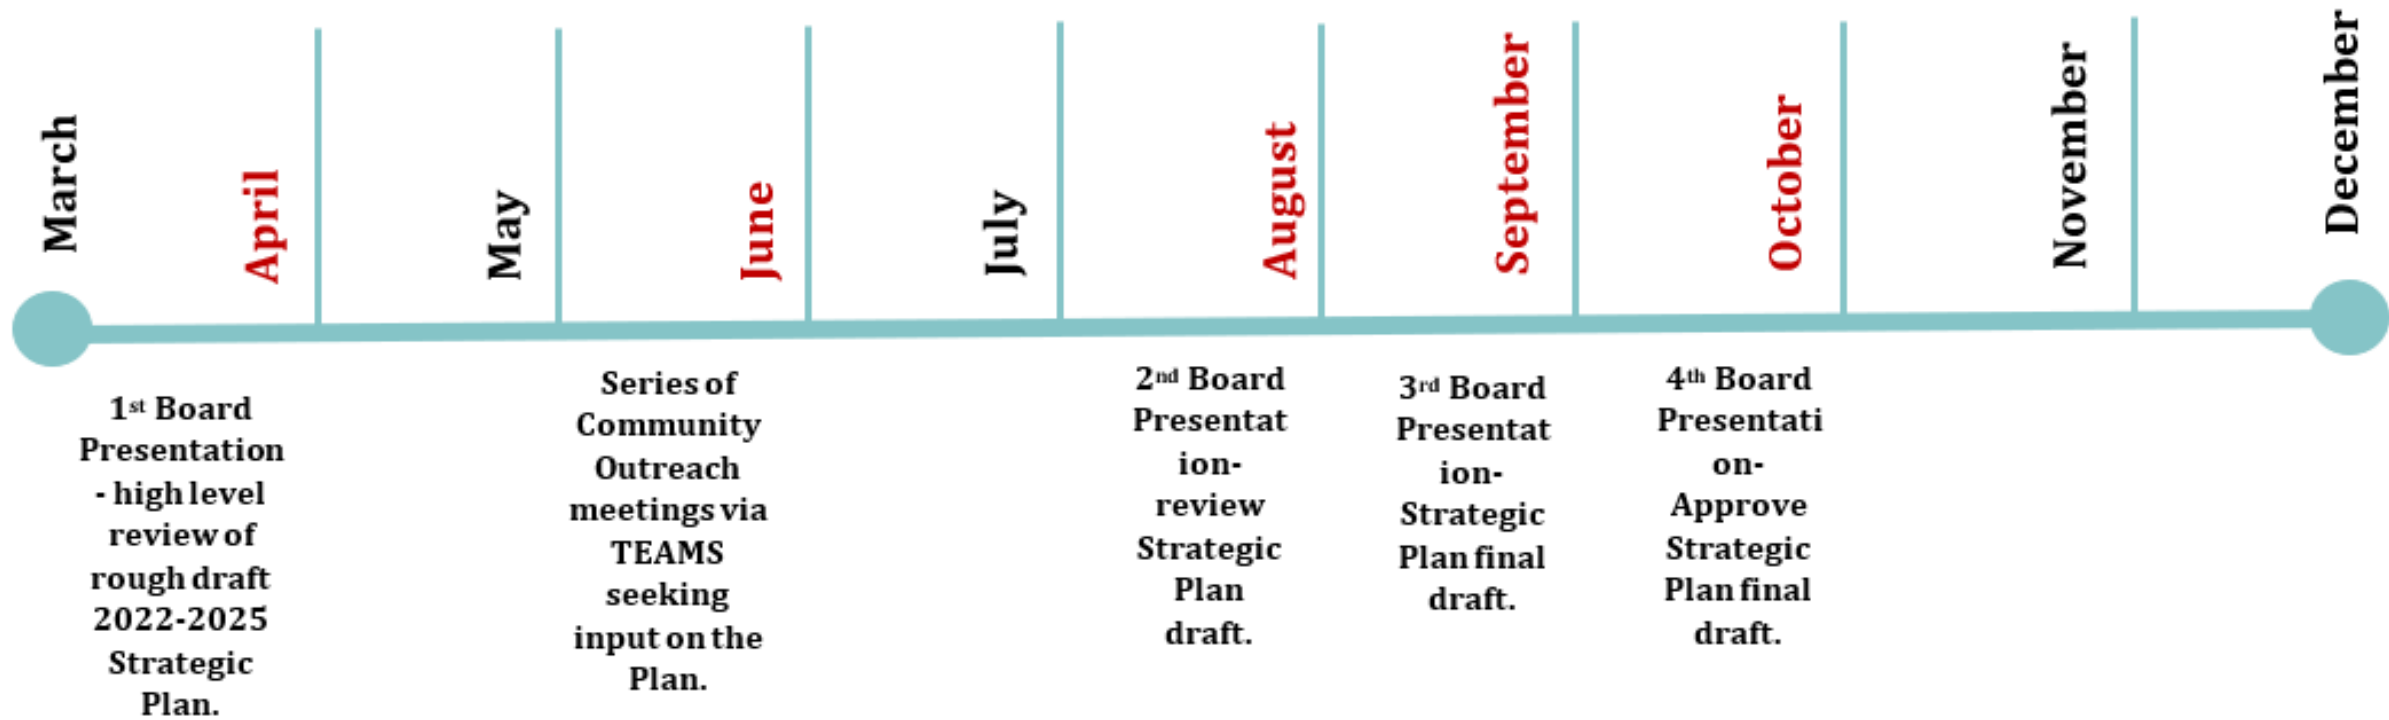 March
April
May
June
July
August
September
October
November
December
1st Board
Presentation
- high level
review of
rough draft
2022-2025
Strategic
Plan.
Series of
Community
Outreach
meetings via
TEAMS
seeking
input on the
Plan.
2nd Board
Presentat
ion-
review
Strategic
Plan
draft.
3rd Board
Presentat
ion-
Strategic
Plan final
draft.
4th Board
Presentati
on-
Approve
Strategic
Plan final
draft.